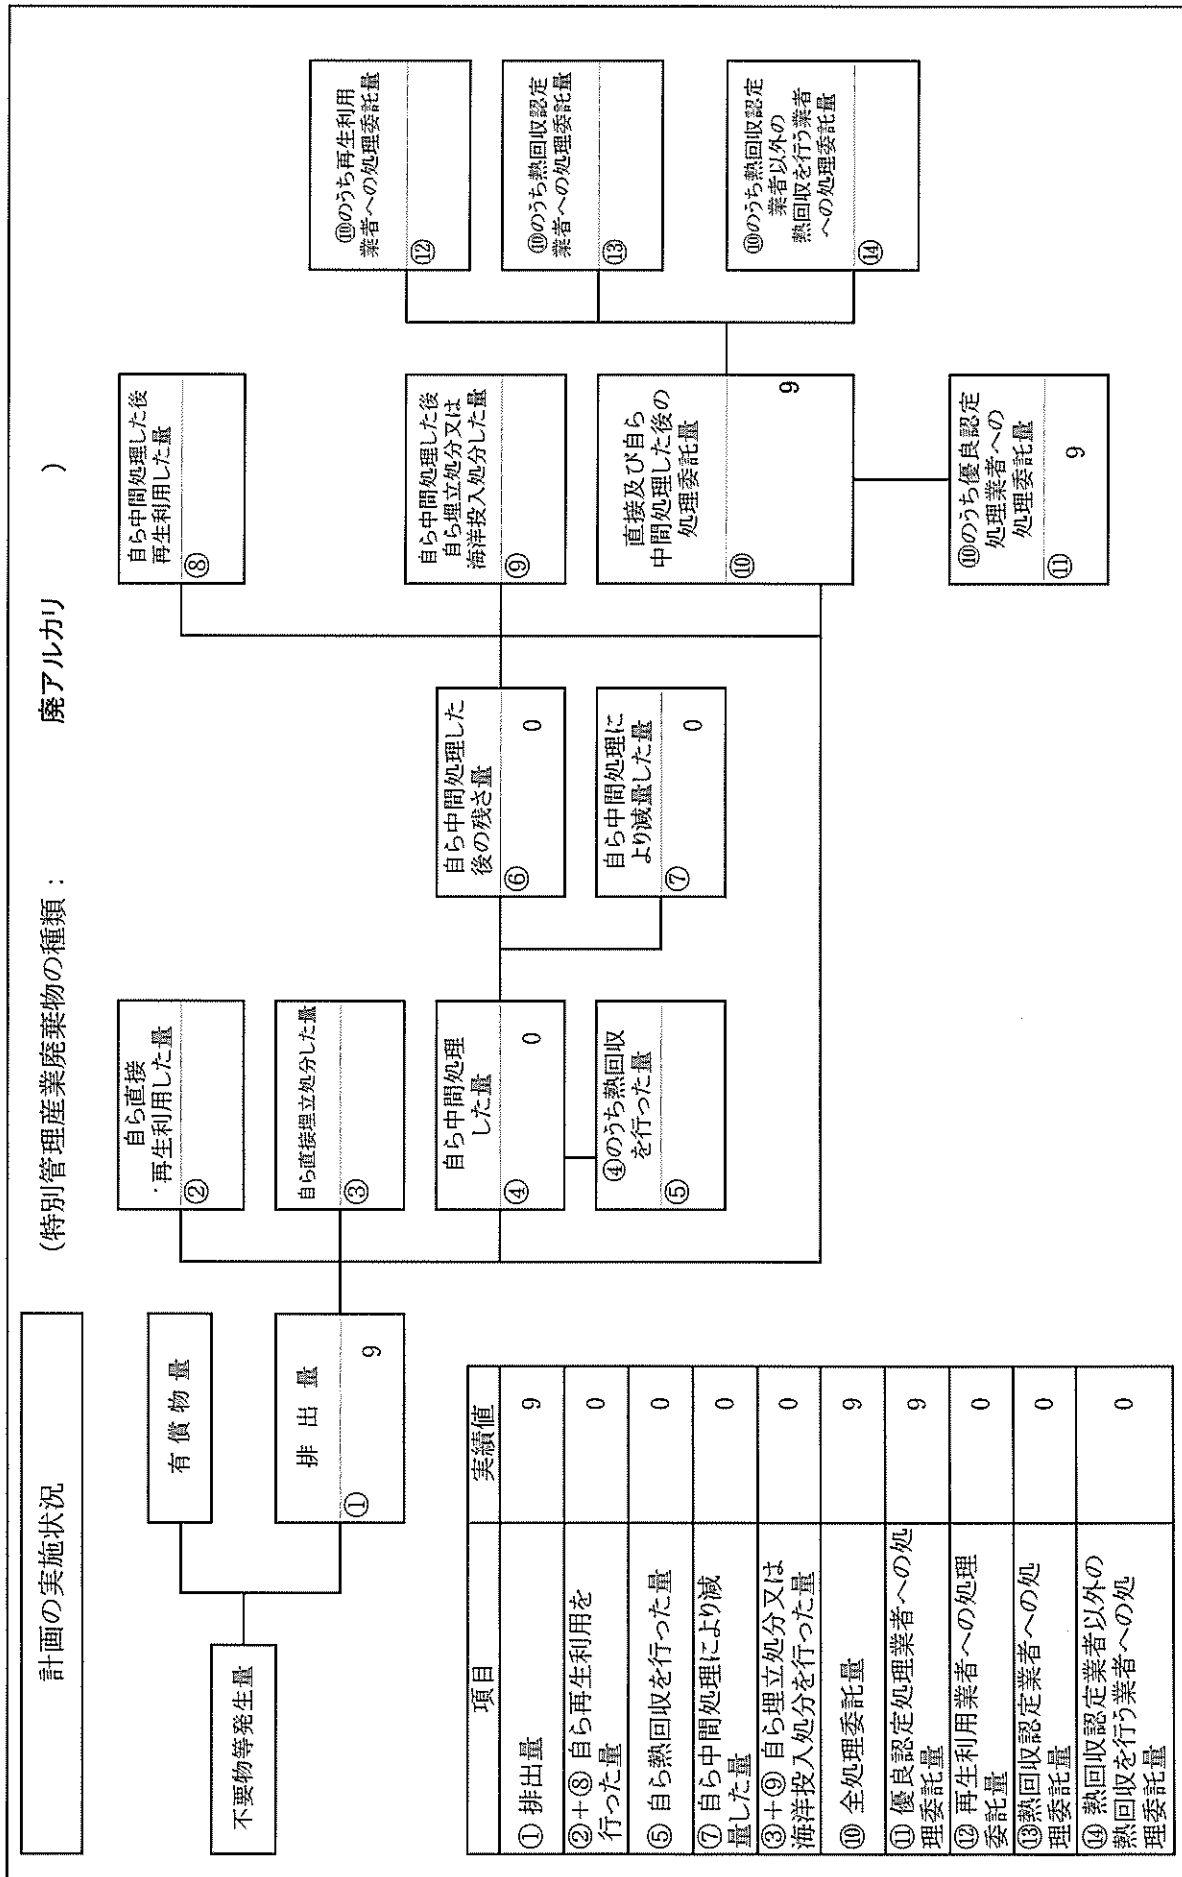 計画の実施状況
(特別管理産業廃棄物の種類： 廃アルカリ )
不要物等発生量
有 償 物 量
排 出 量
① 9
自ら直接
再生利用した量
②
自ら直接埋立処分した量
③
自ら中間処理
した量
④ 0
④のうち熱回収
を行った量
⑤
自ら中間処理した
後の残さ量
⑥ 0
自ら中間処理に
より減量した量
⑦ 0
自ら中間処理した後
再生利用した量
⑧
自ら中間処理した後
自ら埋立処分又は
海洋投入処分した量
⑨
直接及び自ら
中間処理した後の
処理委託量
⑩ 9
⑩のうち優良認定
処理業者への
処理委託量
⑪ 9
⑩のうち再生利用
業者への処理委託量
⑫
⑩のうち熱回収認定
業者への処理委託量
⑬
⑩のうち熱回収認定
業者以外の
熱回収を行う業者
への処理委託量
⑭
項目 実績値
① 排出量 9
②+⑧ 自ら再生利用を
行った量 0
⑤ 自ら熱回収を行った量 0
⑦ 自ら中間処理により減
量した量 0
③+⑨ 自ら埋立処分又は
海洋投入処分を行った量 0
⑩ 全処理委託量 9
⑪ 優良認定処理業者への処
理委託量 9
⑫ 再生利用業者への処理
委託量 0
⑬熱回収認定業者への処
理委託量 0
⑭ 熱回収認定業者以外の
熱回収を行う業者への処
理委託量 0